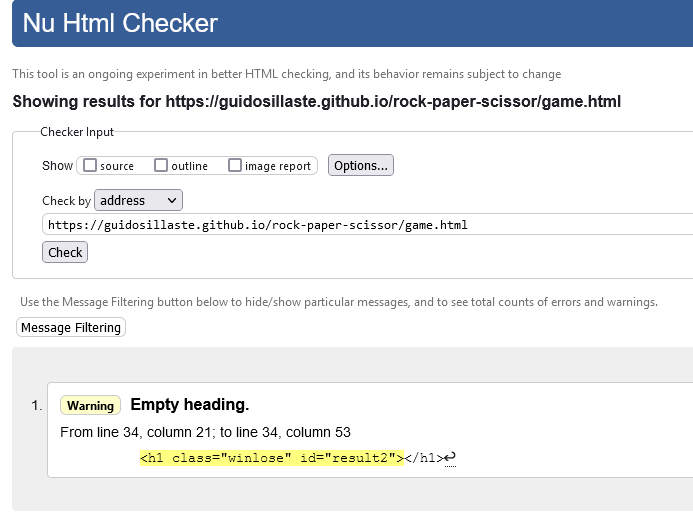 Nu Html Checker
This tool is an ongoing experiment in better HTML checking, and its behavior remains subject to change
Showing results for https://guidosillaste.github.io/rock-paper-scissor/game.html
Checker Input
Show source outline image report Options...
Check by address
https://guidosillaste.github.io/rock-paper-scissor/game.html
Check
Use the Message Filtering button below to hide/show particular messages, and to see total counts of errors and warnings.
Message Filtering
1. Warning Empty heading.
From line 34, column 21; to line 34, column 53
<h1 class="winlose" id="result2"></h1>↩